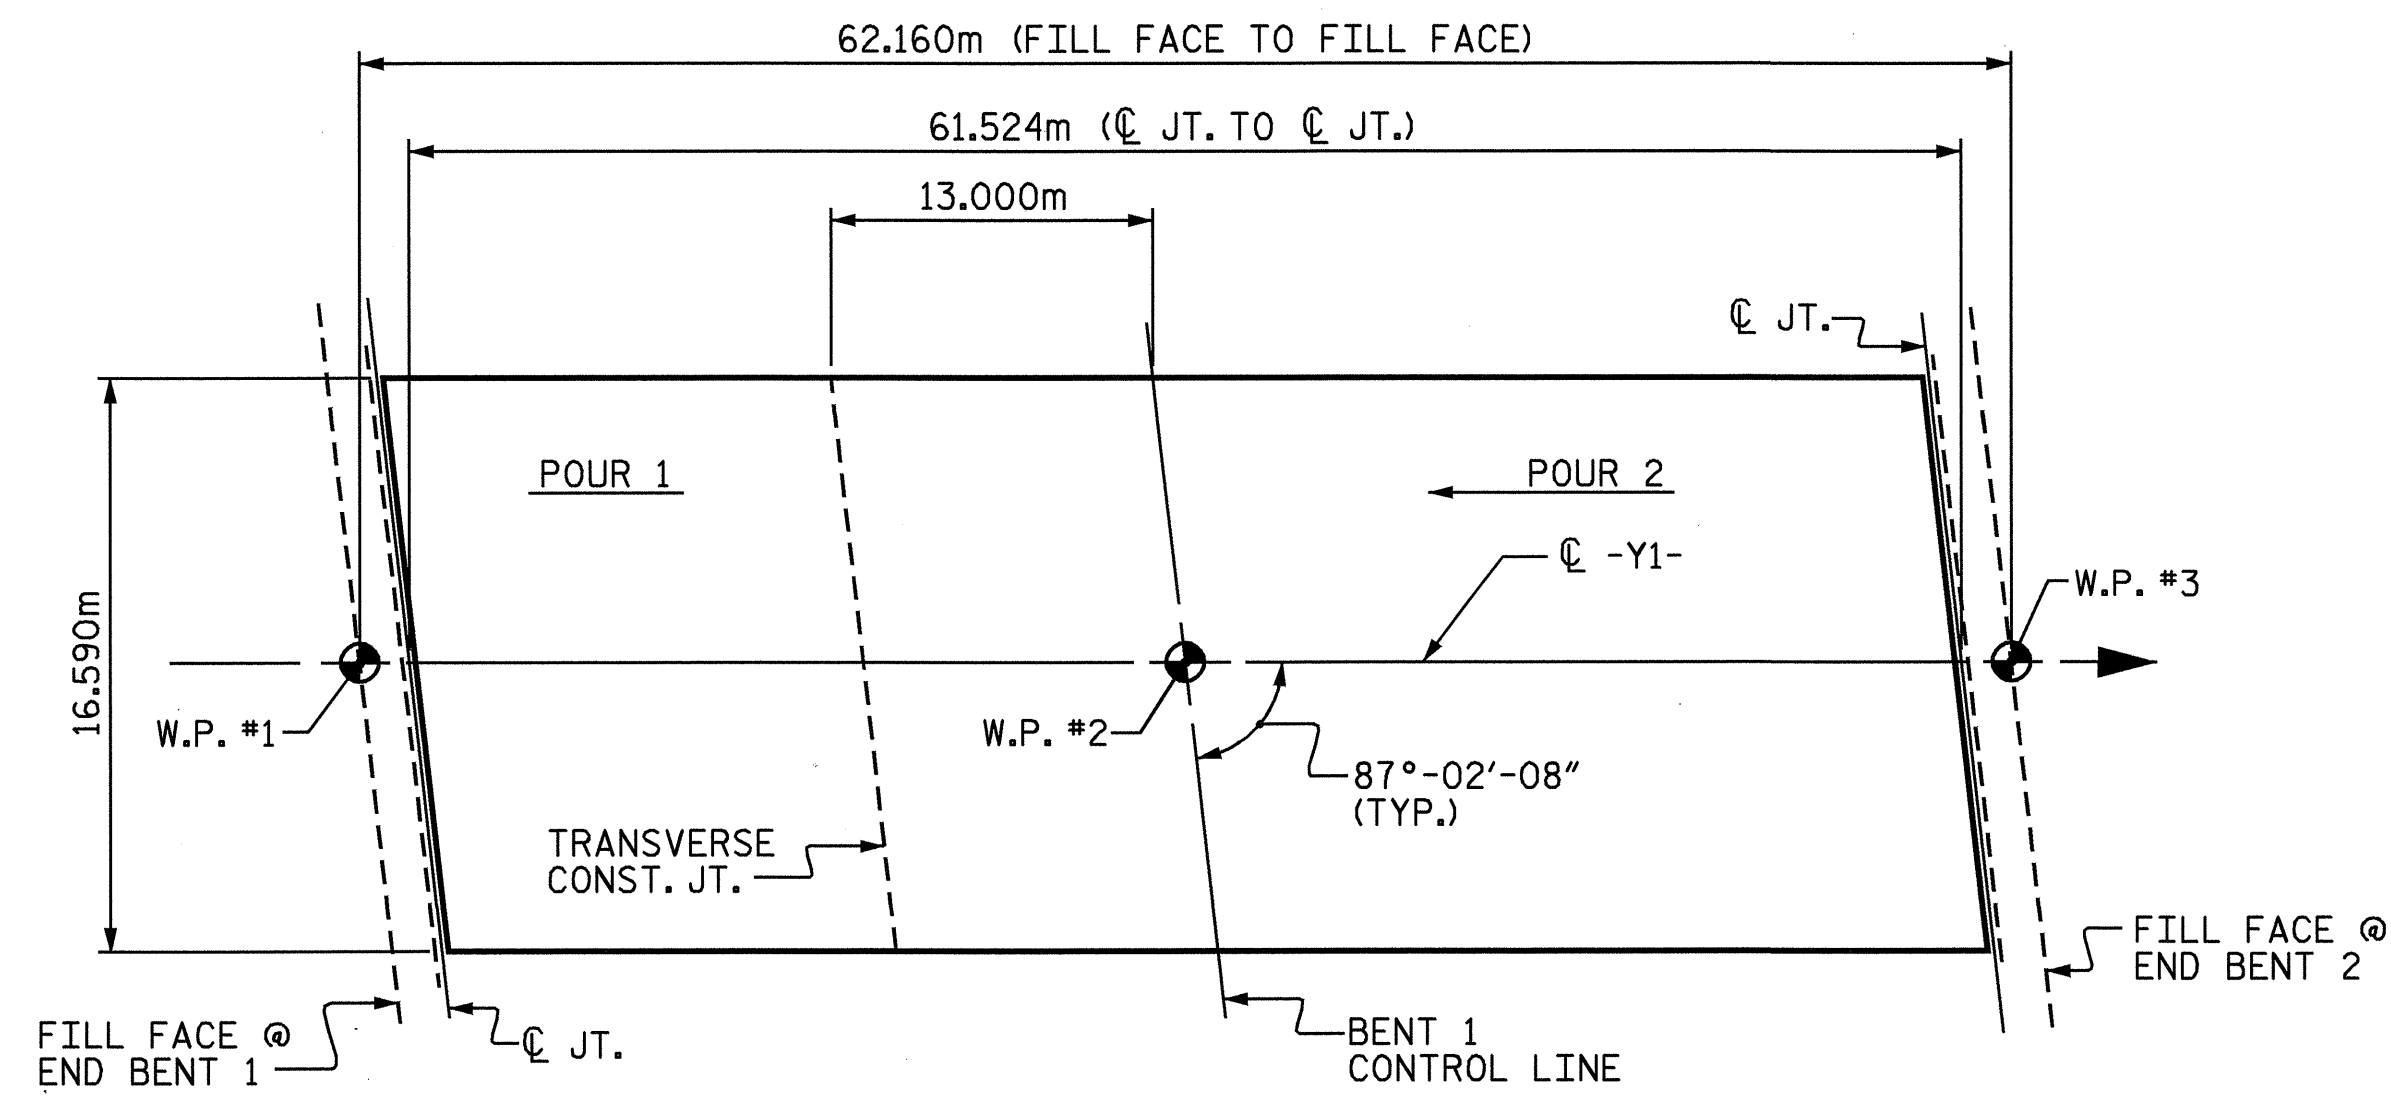 62.160m (FILL FACE TO FILL FACE)
61.524m (℄ JT. TO ℄ JT.)
13.000m
℄ JT.
POUR 1
POUR 2
℄ -Y1-
W.P. #3
16.590m
W.P. #1
W.P. #2
87°-02'-08"
(TYP.)
TRANSVERSE
CONST. JT.
FILL FACE @
END BENT 2
FILL FACE @
END BENT 1
℄ JT.
BENT 1
CONTROL LINE